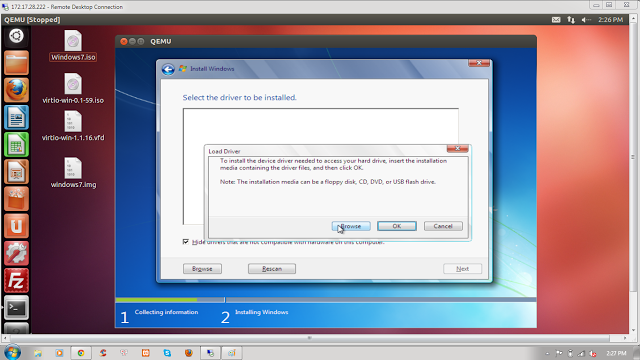 172.17.28.222 - Remote Desktop Connection
QEMU [Stopped]
2:26 PM
Windows7.iso
virtio-win-0.1-59.iso
virtio-win-1.1.16.vfd
windows7.img
QEMU
Install Windows
Select the driver to be installed.
Load Driver
To install the device driver needed to access your hard drive, insert the installation
media containing the driver files, and then click OK.
Note: The installation media can be a floppy disk, CD, DVD, or USB flash drive.
Browse
OK
Cancel
Hide drivers that are not compatible with hardware on this computer.
Browse
Rescan
Next
1 Collecting information
2 Installing Windows
2:07 PM